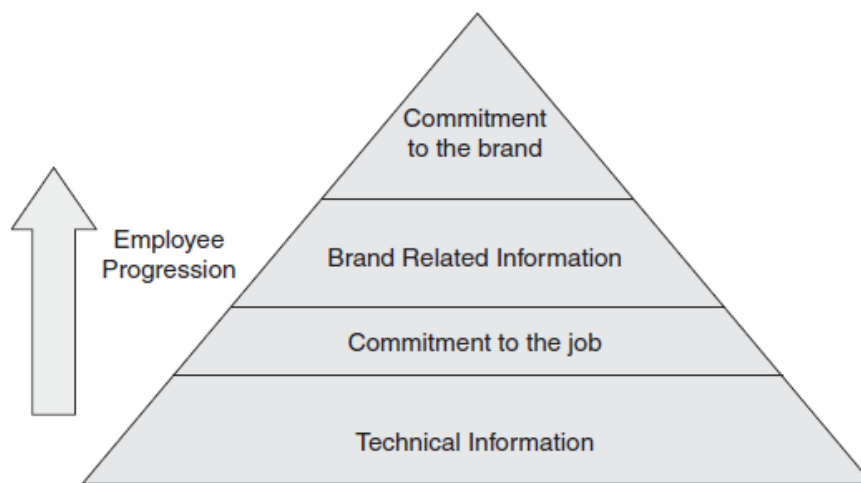 Commitment
to the brand
Employee
Progression
Brand Related Information
Commitment to the job
Technical Information